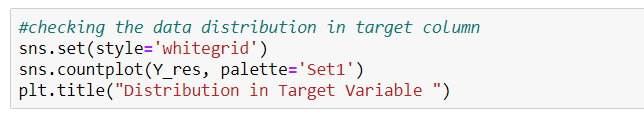 #checking the data distribution in target column
sns.set(style='whitegrid')
sns.countplot(Y_res, palette='Set1')
plt.title("Distribution in Target Variable ")